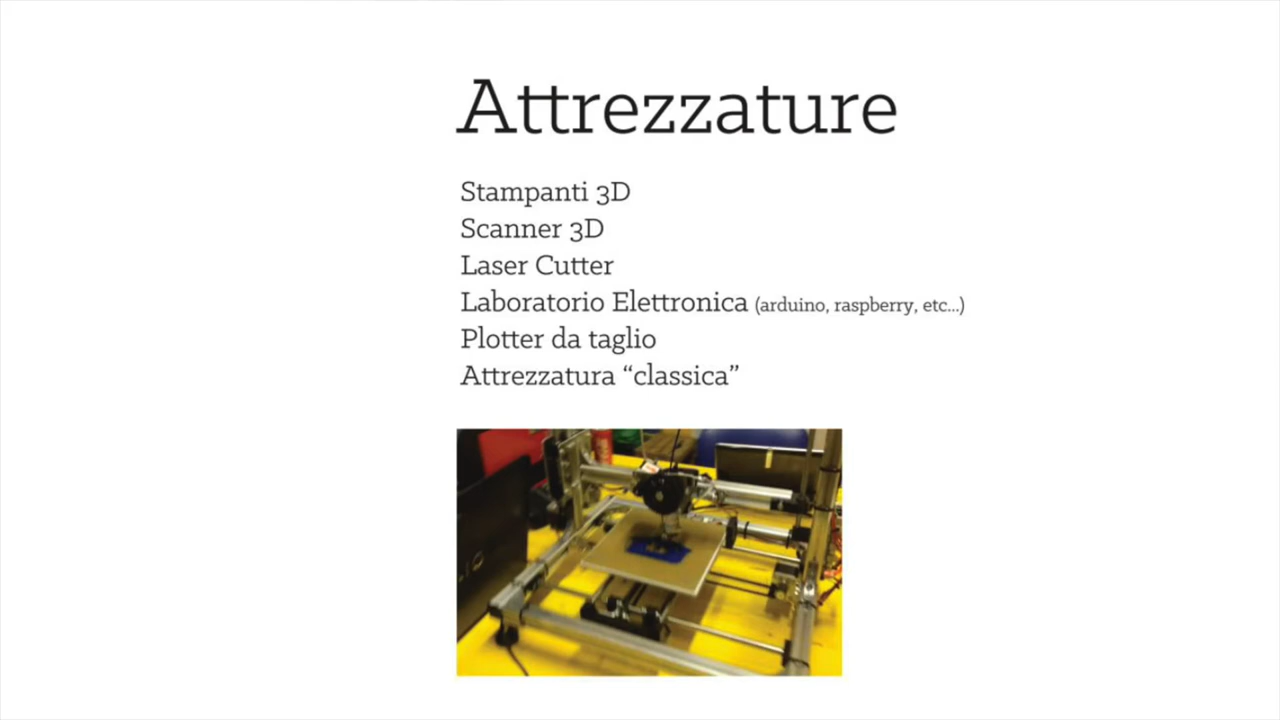 Attrezzature
Stampanti 3D
Scanner 3D
Laser Cutter
Laboratorio Elettronica (arduino, raspberry, etc...)
Plotter da taglio
Attrezzatura “classica”